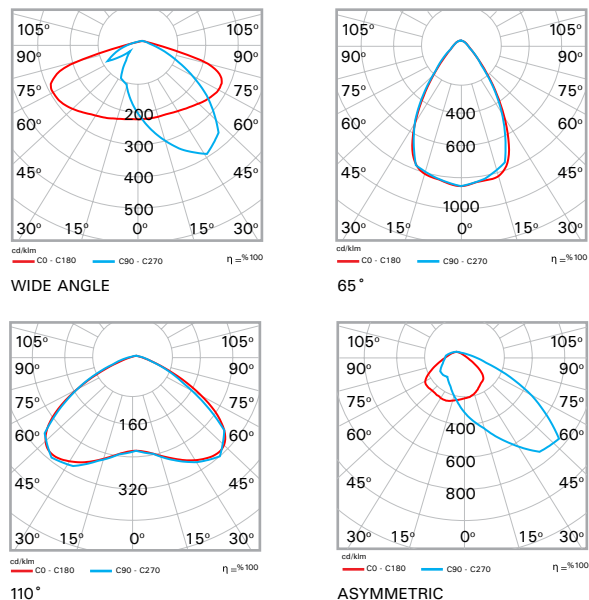 105° 105°
90° 90°
75° 75°
60° 200 60°
300
45° 400 45°
500
30° 15° 0° 15° 30°
cd/klm
C0 - C180 C90 - C270 η =%100
WIDE ANGLE
105° 105°
90° 90°
75° 400 75°
60° 600 60°
45° 45°
1000
30° 15° 0° 15° 30°
cd/klm
C0 - C180 C90 - C270 η =%100
65°
105° 105°
90° 90°
75° 75°
160
60° 60°
45° 320 45°
30° 15° 0° 15° 30°
cd/klm
C0 - C180 C90 - C270 η =%100
110°
105° 105°
90° 90°
75° 75°
60° 400 60°
600
45° 800 45°
30° 15° 0° 15° 30°
cd/klm
C0 - C180 C90 - C270 η =%100
ASYMMETRIC